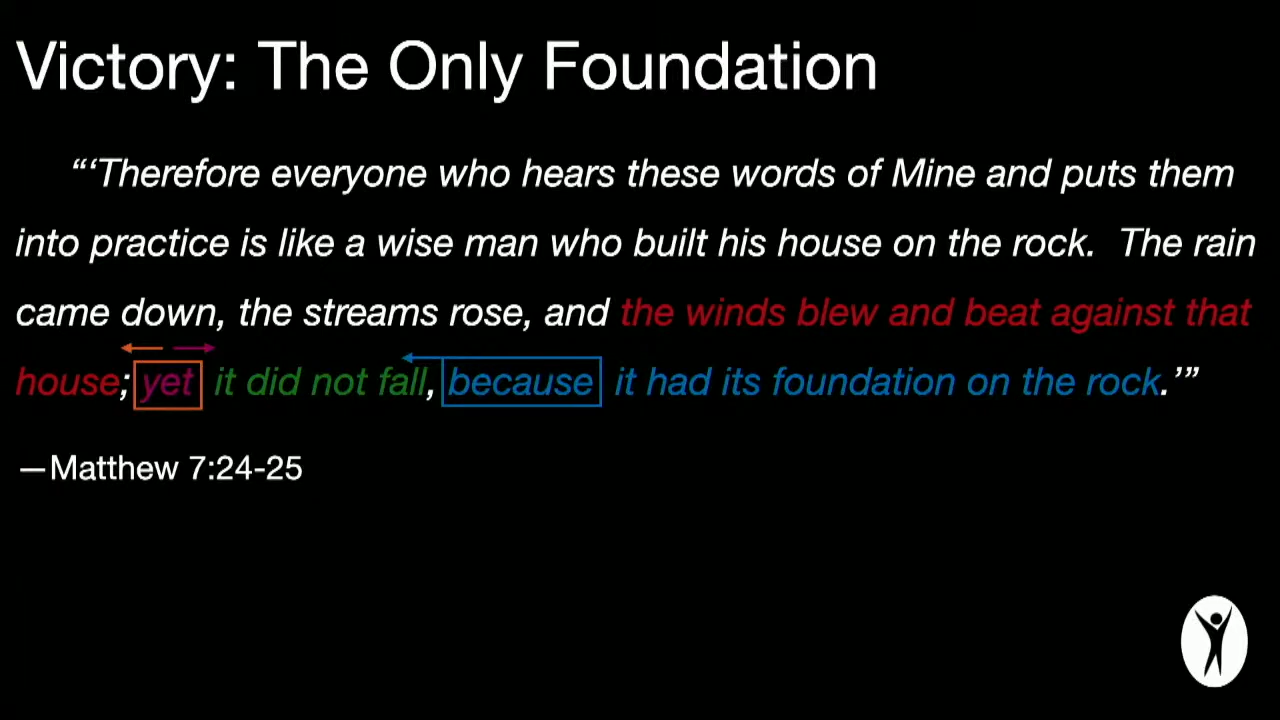 Victory: The Only Foundation
“‘Therefore everyone who hears these words of Mine and puts them
into practice is like a wise man who built his house on the rock.  The rain
came down, the streams rose, and the winds blew and beat against that
house; yet it did not fall, because it had its foundation on the rock.’”
—Matthew 7:24-25